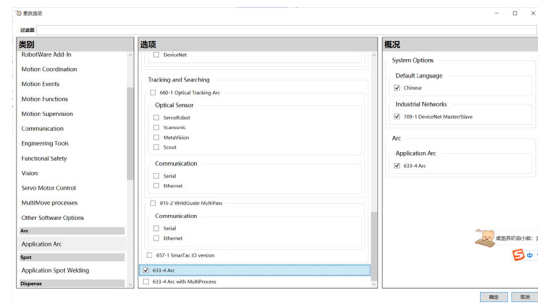 更改选项
过滤器
类别
RobotWare Add-In
Motion Coordination
Motion Events
Motion Functions
Motion Supervision
Communication
Engineering Tools
Functional Safety
Vision
Servo Motor Control
MultiMove processes
Other Software Options
Arc
Application Arc
Spot
Application Spot Welding
Dispense
选项
DeviceNet
Tracking and Searching
660-1 Optical Tracking Arc
Optical Sensor
ServoRobot
Scansonic
MetaVision
Scout
Communication
Serial
Ethernet
815-2 WeldGuide MultiPass
Communication
Serial
Ethernet
657-1 SmarTac IO version
633-4 Arc
633-4 Arc with MultiProcess
概况
System Options
Default Language
Chinese
Industrial Networks
709-1 DeviceNet Master/Slave
Arc
Application Arc
633-4 Arc
中
确定
取消